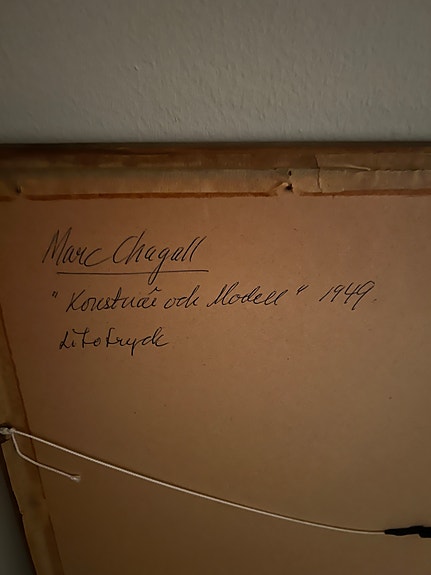 Marc Chagall
"Konstnär och Modell" 1949.
Litotryck